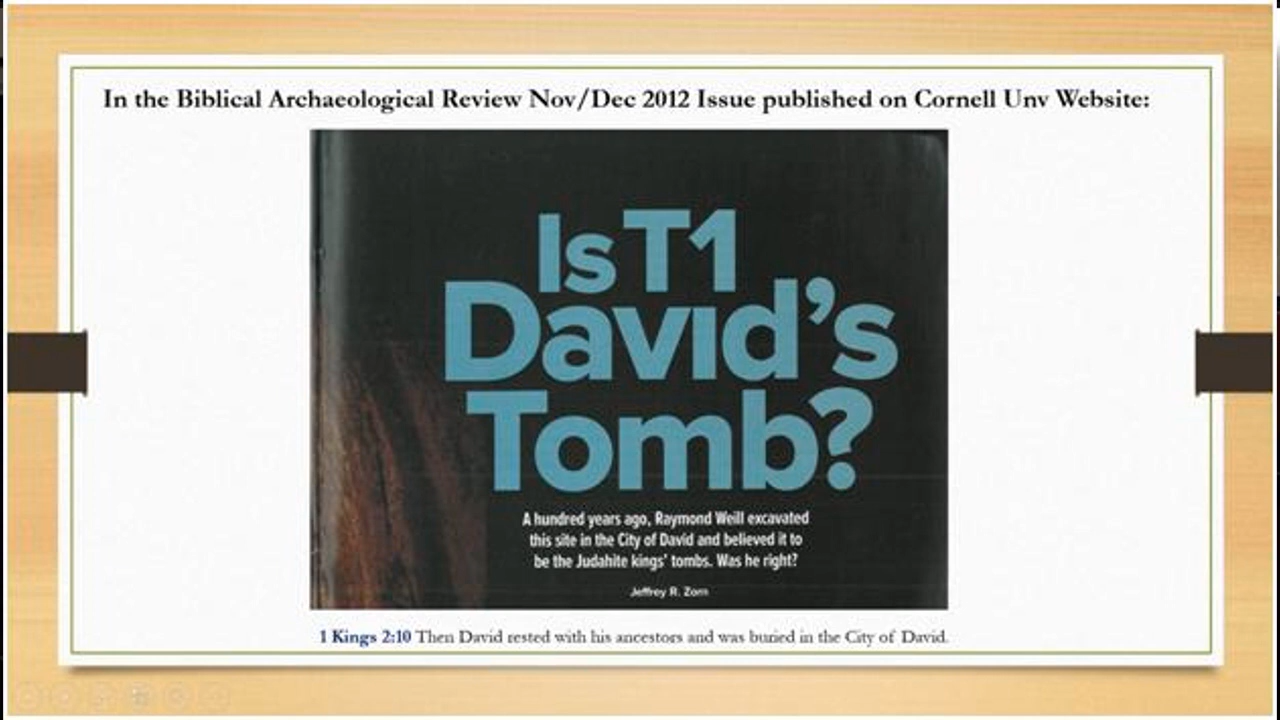 In the Biblical Archaeological Review Nov/Dec 2012 Issue published on Cornell Unv Website:
Is T1
David's
Tomb?
A hundred years ago, Raymond Weill excavated
this site in the City of David and believed it to
be the Judahite kings' tombs. Was he right?
Jeffrey R. Zorn
1 Kings 2:10 Then David rested with his ancestors and was buried in the City of David.